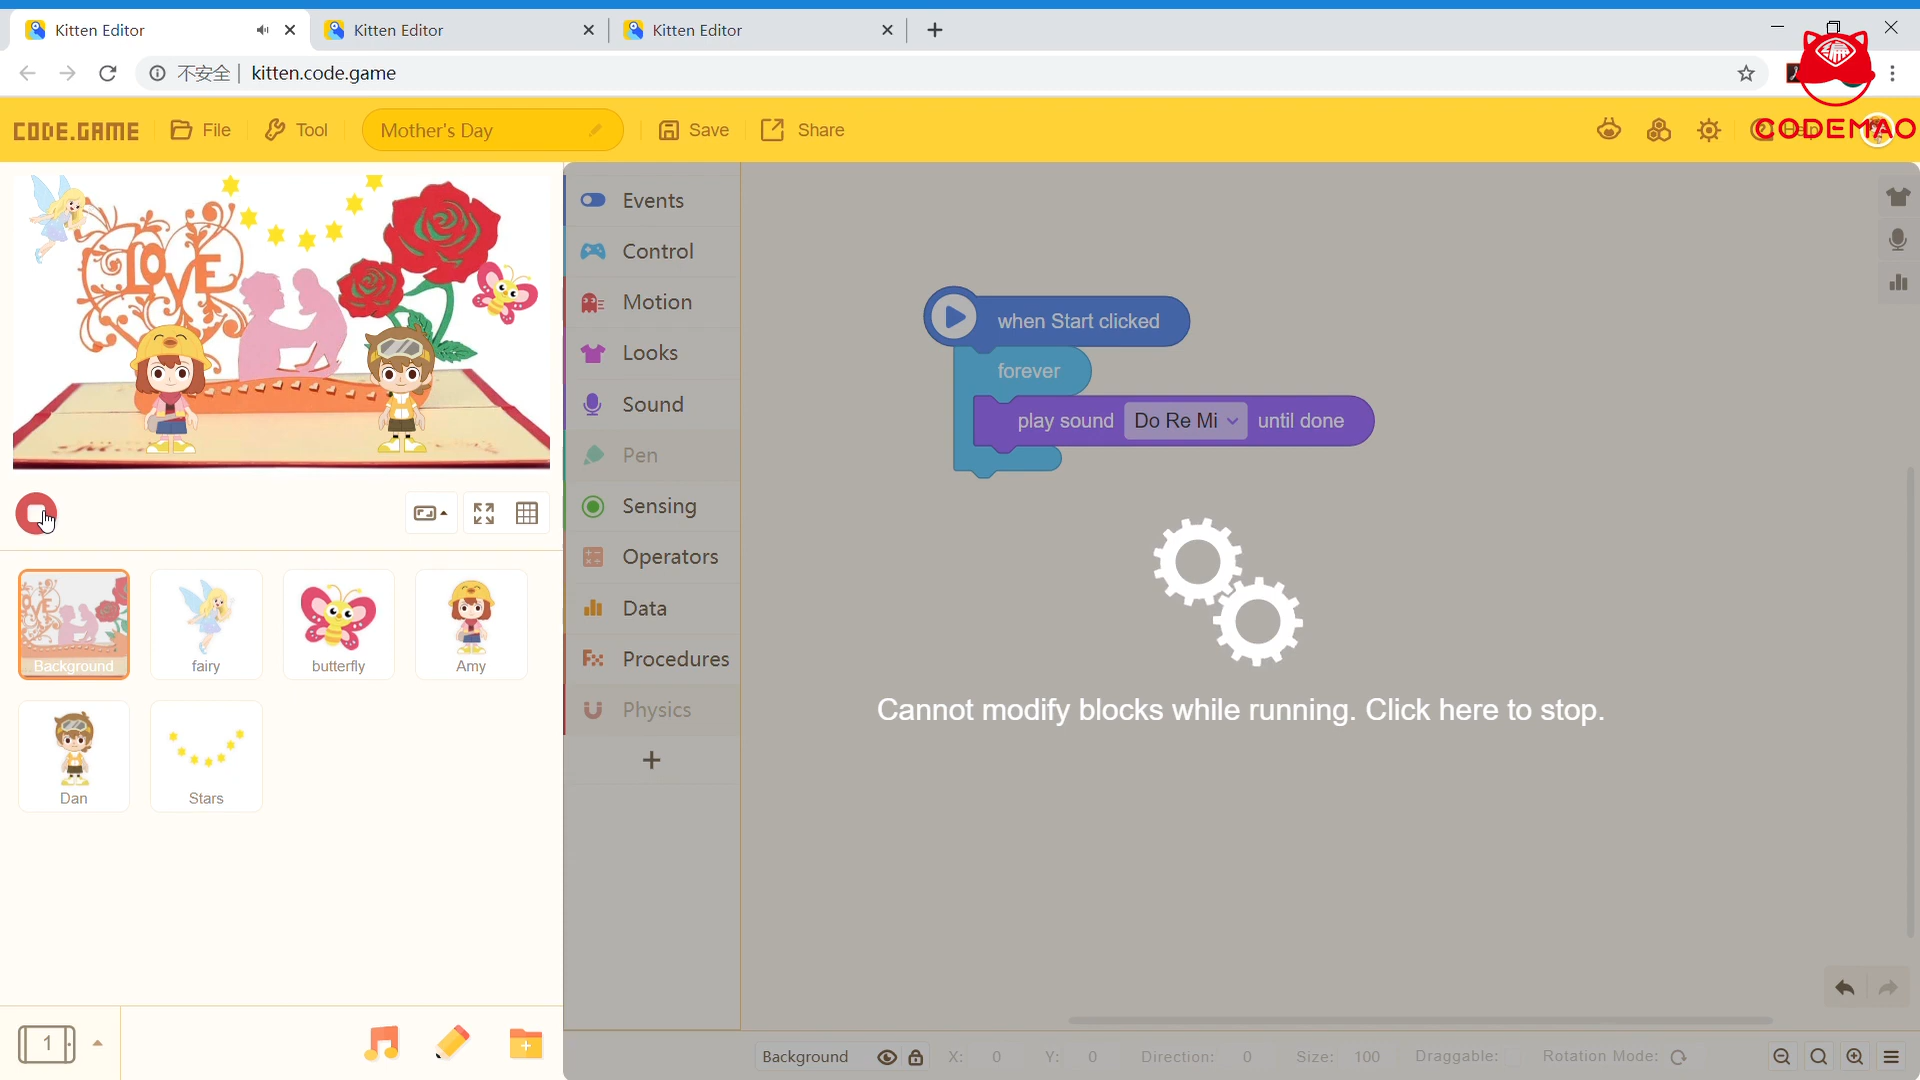 Kitten Editor
Kitten Editor
Kitten Editor
不安全
kitten.code.game
CODE.GAME
File
Tool
Mother's Day
Save
Share
CODEMAO
LOVE
Events
Control
Motion
Looks
Sound
Pen
Sensing
Operators
Data
Procedures
Physics
when Start clicked
forever
play sound Do Re Mi until done
Cannot modify blocks while running. Click here to stop.
Background
fairy
butterfly
Amy
Dan
Stars
1
Background
X: 0
Y: 0
Direction: 0
Size: 100
Draggable:
Rotation Mode: